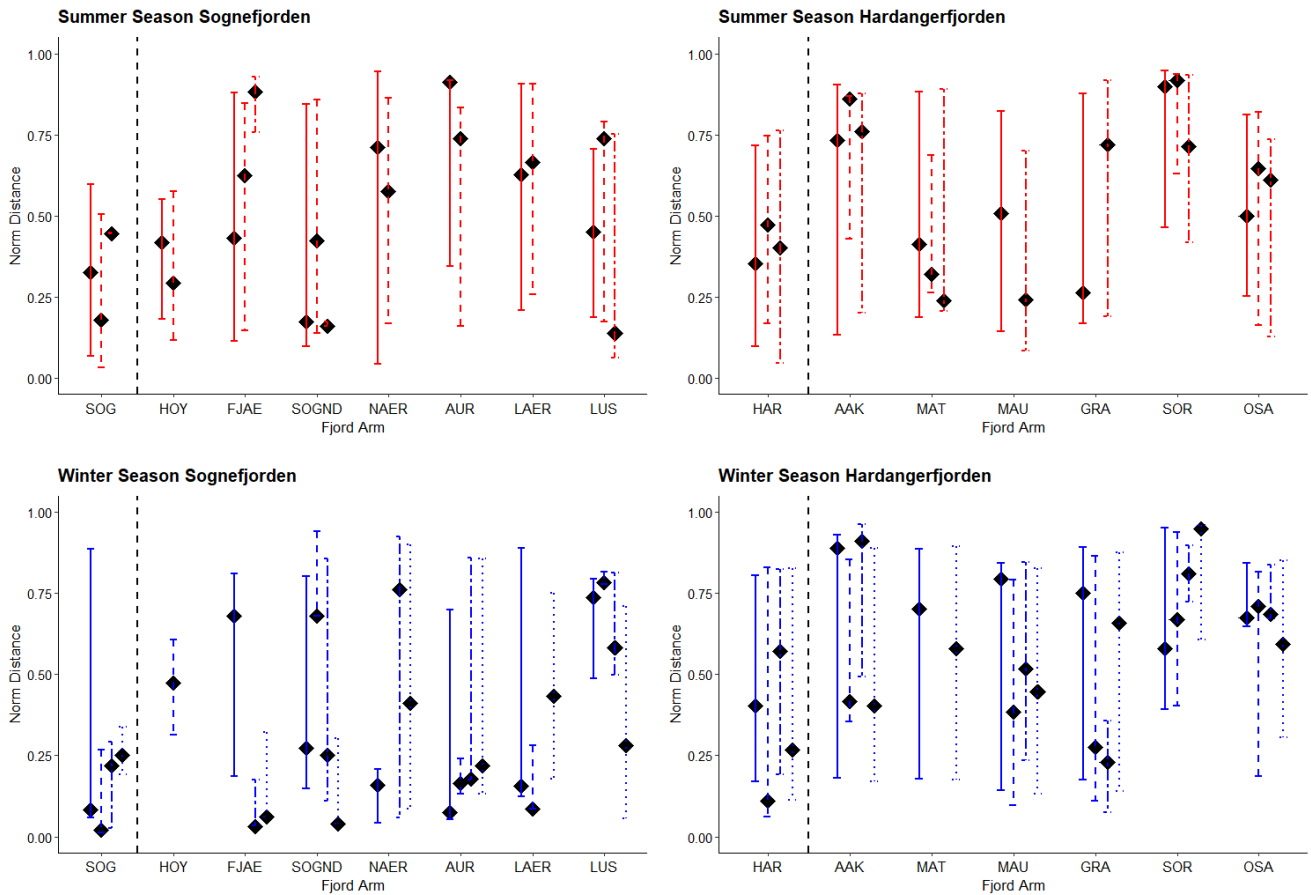 Summer Season Sognefjorden
1.00
0.75
0.50
0.25
0.00
Norm Distance
SOG HOY FJAE SOGND NAER AUR LAER LUS
Fjord Arm
Summer Season Hardangerfjorden
1.00
0.75
0.50
0.25
0.00
Norm Distance
HAR AAK MAT MAU GRA SOR OSA
Fjord Arm
Winter Season Sognefjorden
1.00
0.75
0.50
0.25
0.00
Norm Distance
SOG HOY FJAE SOGND NAER AUR LAER LUS
Fjord Arm
Winter Season Hardangerfjorden
1.00
0.75
0.50
0.25
0.00
Norm Distance
HAR AAK MAT MAU GRA SOR OSA
Fjord Arm